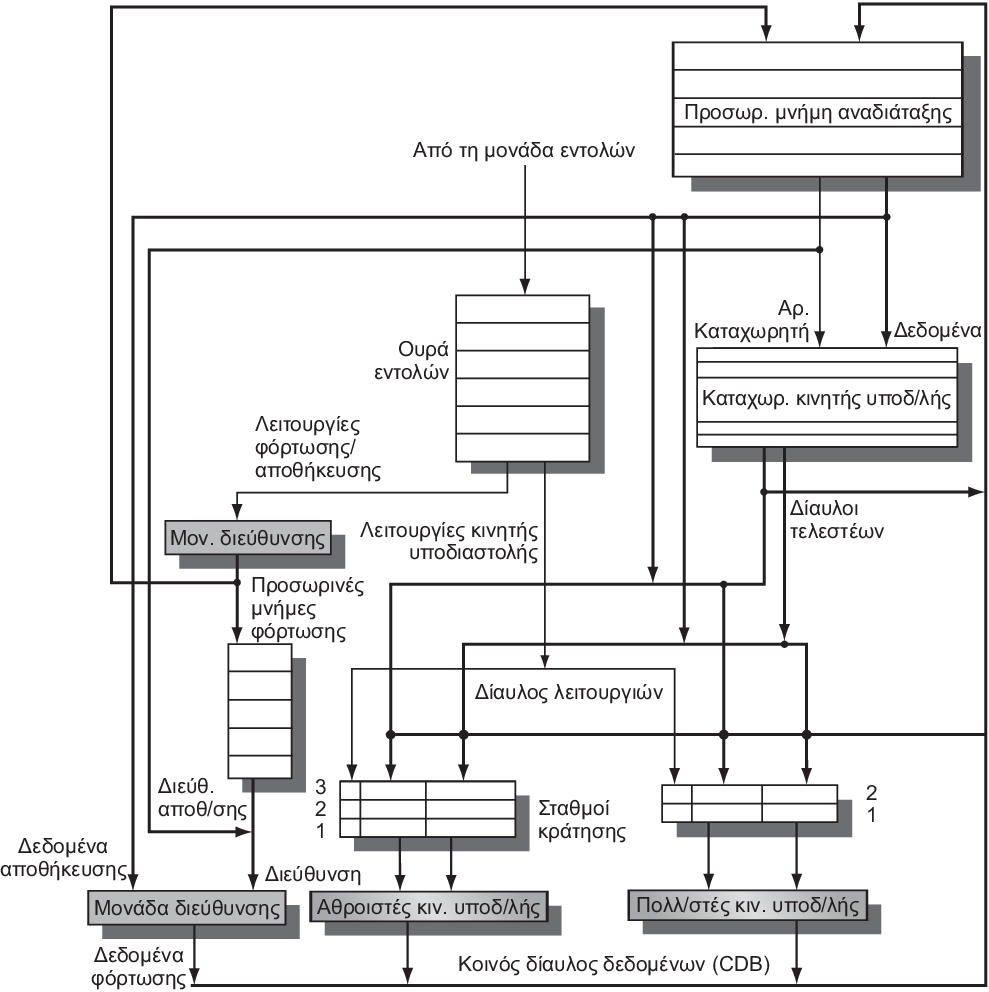 Προσωρ. μνήμη αναδιάταξης
Από τη μονάδα εντολών
Αρ.
Καταχωρητή
Δεδομένα
Ουρά
εντολών
Καταχωρ. κινητής υποδ/λής
Λειτουργίες
φόρτωσης/
αποθήκευσης
Δίαυλοι
τελεστέων
Μον. διεύθυνσης
Λειτουργίες κινητής
υποδιαστολής
Προσωρινές
μνήμες
φόρτωσης
Δίαυλος λειτουργιών
Διεύθ.
αποθ/σης
3
2
1
Σταθμοί
κράτησης
2
1
Δεδομένα
αποθήκευσης
Διεύθυνση
Μονάδα διεύθυνσης
Αθροιστές κιν. υποδ/λής
Πολλ/στές κιν. υποδ/λής
Δεδομένα
φόρτωσης
Κοινός δίαυλος δεδομένων (CDB)